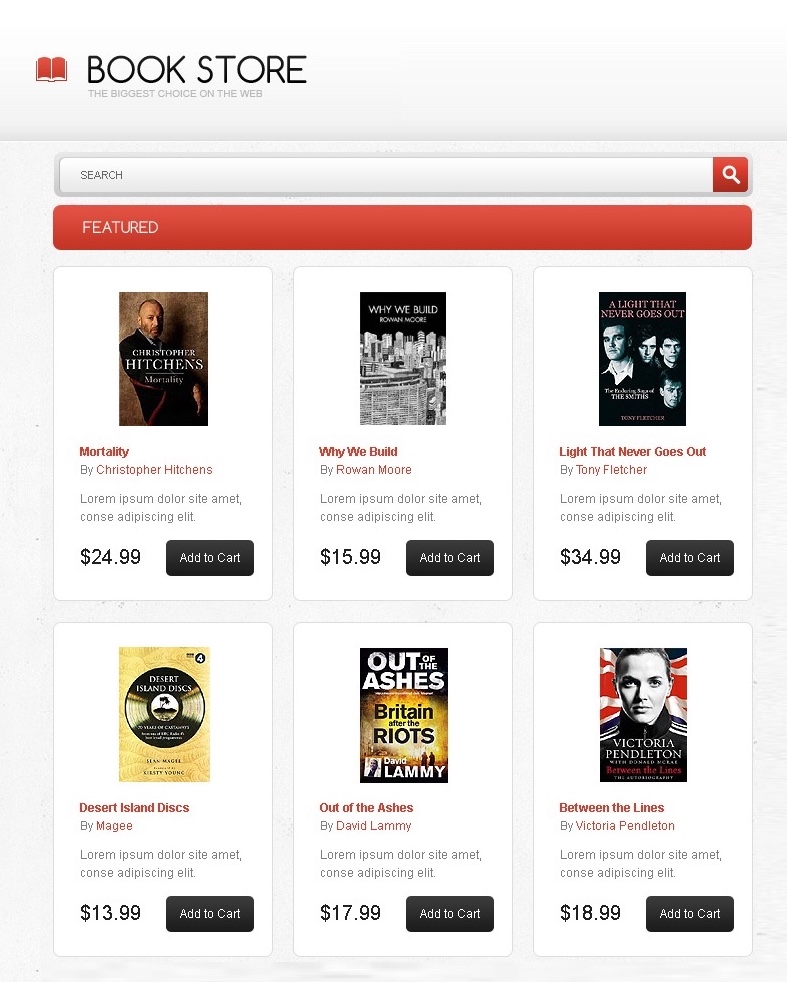 BOOK STORE
THE BIGGEST CHOICE ON THE WEB
SEARCH
FEATURED
CHRISTOPHER
HITCHENS
Mortality
Mortality
By Christopher Hitchens
Lorem ipsum dolor site amet,
conse adipiscing elit.
$24.99
Add to Cart
WHY WE BUILD
ROWAN MOORE
Why We Build
By Rowan Moore
Lorem ipsum dolor site amet,
conse adipiscing elit.
$15.99
Add to Cart
A LIGHT THAT
NEVER GOES OUT
The Enduring Saga of
THE SMITHS
TONY FLETCHER
Light That Never Goes Out
By Tony Fletcher
Lorem ipsum dolor site amet,
conse adipiscing elit.
$34.99
Add to Cart
4
DESERT
ISLAND DISCS
70 YEARS OF CASTAWAYS
SEAN MAGEE
KIRSTY YOUNG
Desert Island Discs
By Magee
Lorem ipsum dolor site amet,
conse adipiscing elit.
$13.99
Add to Cart
OUT OF THE
ASHES
Britain
after the
RIOTS
David
LAMMY
Out of the Ashes
By David Lammy
Lorem ipsum dolor site amet,
conse adipiscing elit.
$17.99
Add to Cart
VICTORIA
PENDLETON
WITH DONALD MCRAE
Between the Lines
THE AUTOBIOGRAPHY
Between the Lines
By Victoria Pendleton
Lorem ipsum dolor site amet,
conse adipiscing elit.
$18.99
Add to Cart